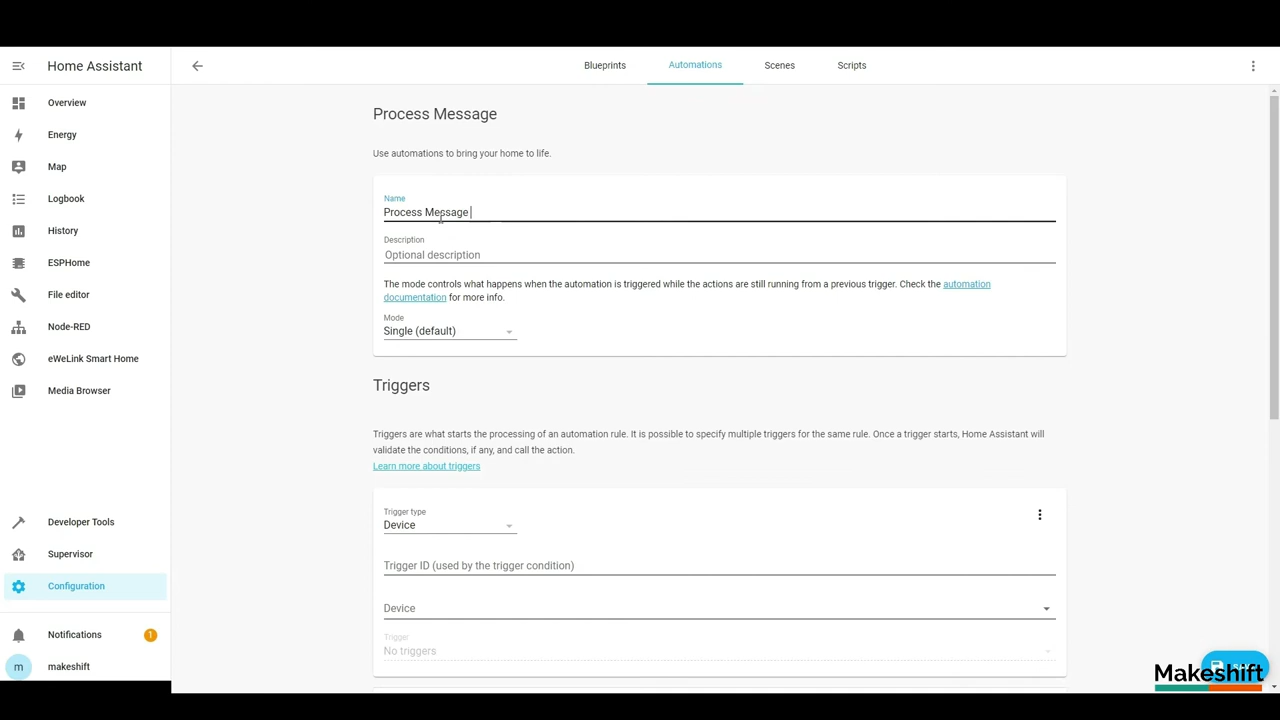 Home Assistant
Blueprints
Automations
Scenes
Scripts
Overview
Energy
Map
Logbook
History
ESPHome
File editor
Node-RED
eWeLink Smart Home
Media Browser
Developer Tools
Supervisor
Configuration
Notifications
1
m
makeshift
Process Message
Use automations to bring your home to life.
Name
Process Message
Description
Optional description
The mode controls what happens when the automation is triggered while the actions are still running from a previous trigger. Check the automation
documentation for more info.
Mode
Single (default)
Triggers
Triggers are what starts the processing of an automation rule. It is possible to specify multiple triggers for the same rule. Once a trigger starts, Home Assistant will
validate the conditions, if any, and call the action.
Learn more about triggers
Trigger type
Device
Trigger ID (used by the trigger condition)
Device
Trigger
No triggers
Makeshift